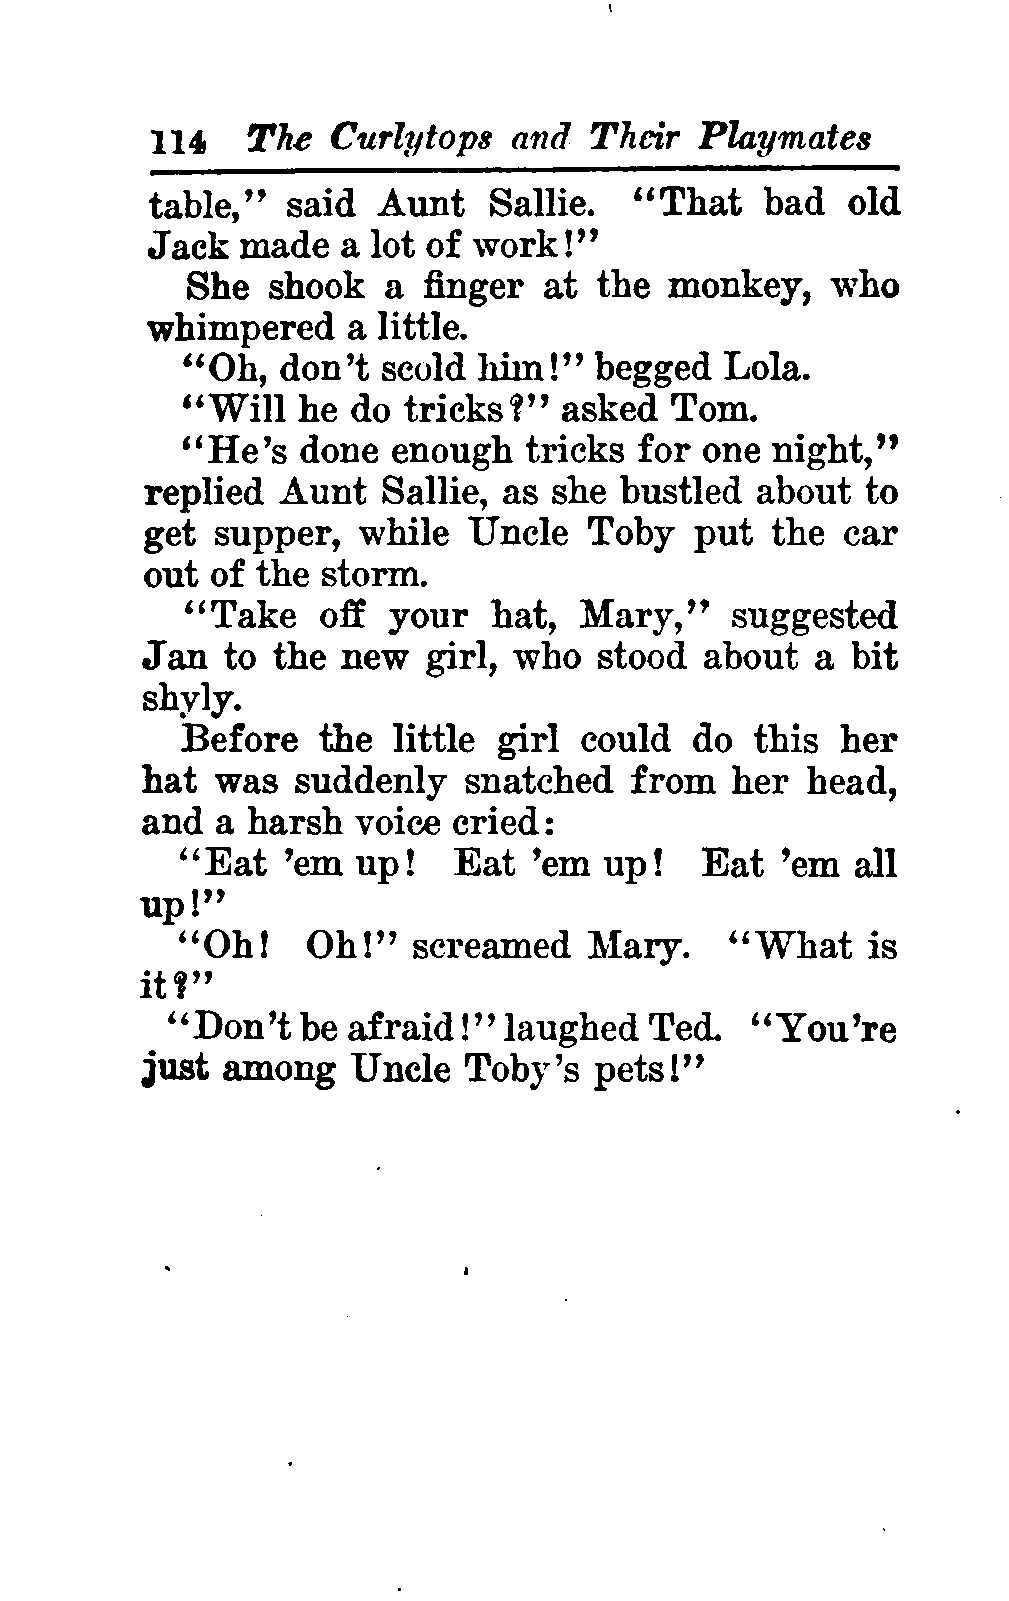 114 The Curlytops and Their Playmates
table," said Aunt Sallie. "That bad old
Jack made a lot of work!"
She shook a finger at the monkey, who
whimpered a little.
"Oh, don't scold him!" begged Lola.
"Will he do tricks?" asked Tom.
"He's done enough tricks for one night,"
replied Aunt Sallie, as she bustled about to
get supper, while Uncle Toby put the car
out of the storm.
"Take off your hat, Mary," suggested
Jan to the new girl, who stood about a bit
shyly.
Before the little girl could do this her
hat was suddenly snatched from her head,
and a harsh voice cried:
"Eat 'em up! Eat 'em up! Eat 'em all
up!"
"Oh! Oh!" screamed Mary. "What is
it?"
"Don't be afraid!" laughed Ted. "You're
just among Uncle Toby's pets!"